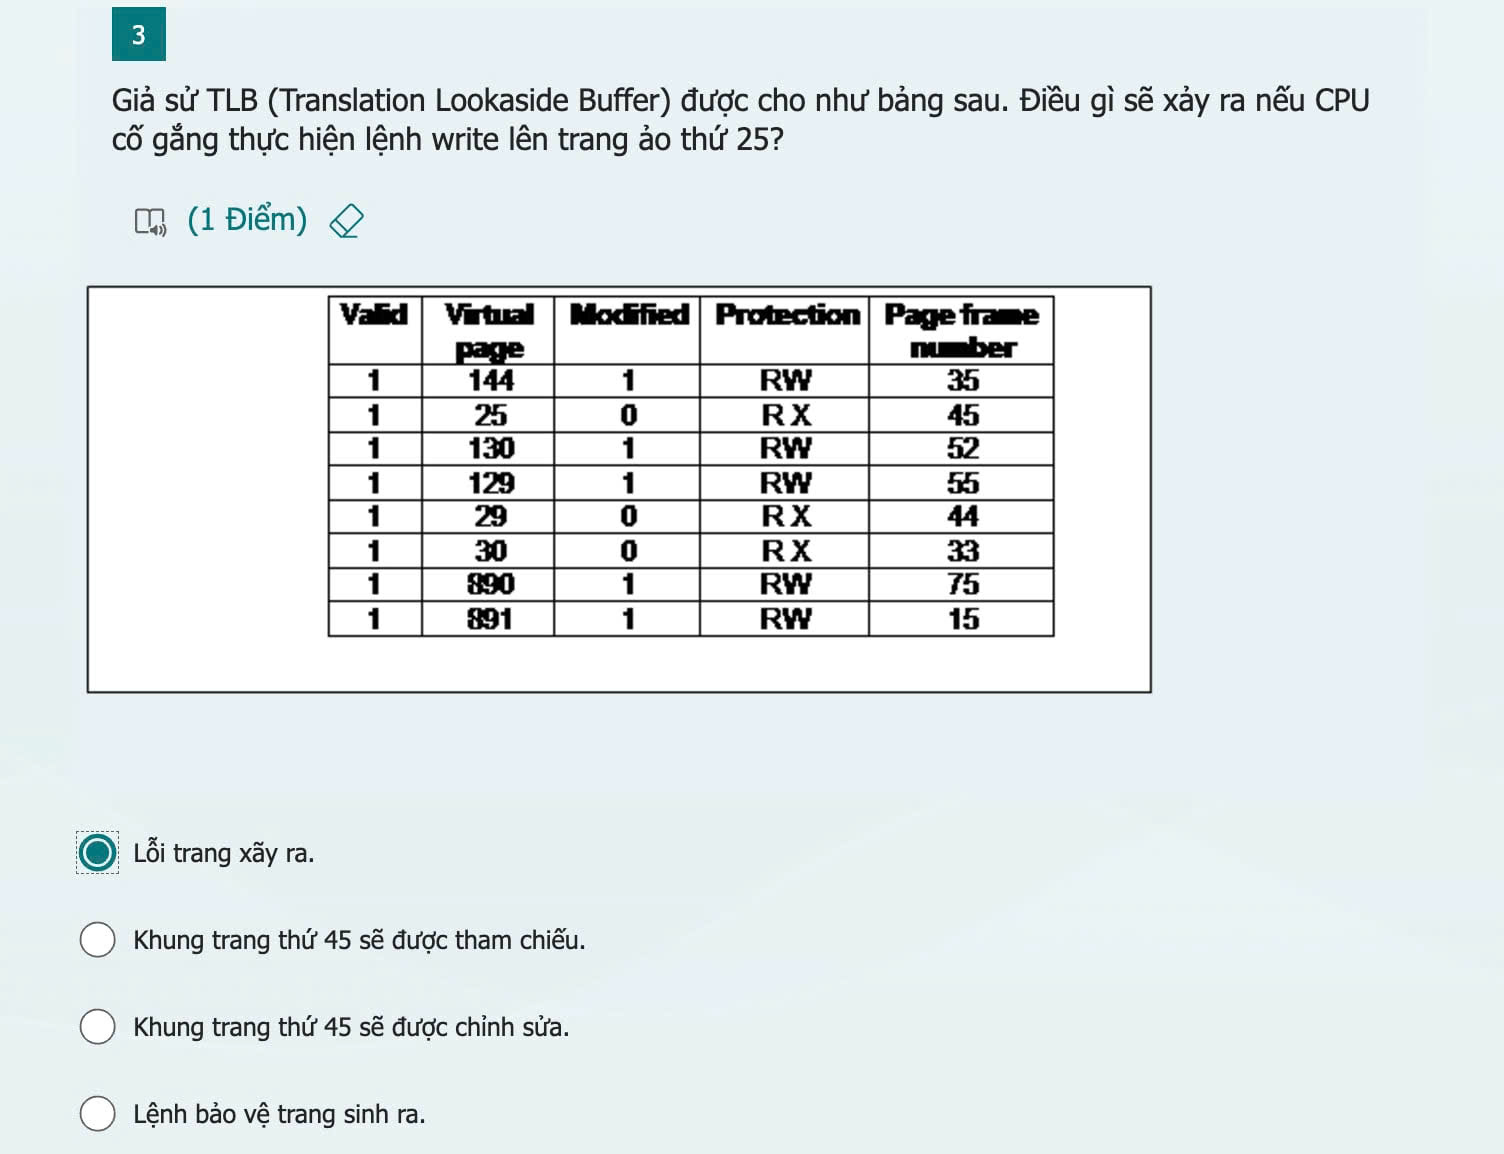 3
Giả sử TLB (Translation Lookaside Buffer) được cho như bảng sau. Điều gì sẽ xảy ra nếu CPU
cố gắng thực hiện lệnh write lên trang ảo thứ 25?
(1 Điểm)
Valid Virtual page Modified Protection Page frame number
1 144 1 RW 35
1 25 0 R X 45
1 130 1 RW 52
1 129 1 RW 55
1 29 0 R X 44
1 30 0 R X 33
1 890 1 RW 75
1 891 1 RW 15
Lỗi trang xãy ra.
Khung trang thứ 45 sẽ được tham chiếu.
Khung trang thứ 45 sẽ được chỉnh sửa.
Lệnh bảo vệ trang sinh ra.